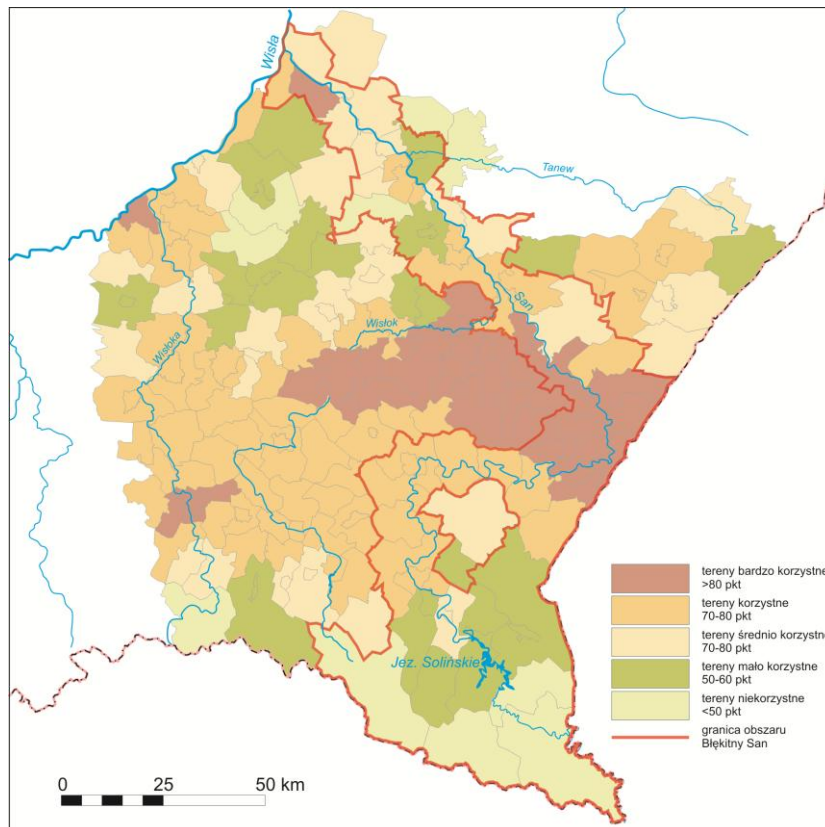 Wisła
Tanew
San
Wisłok
Wisłoka
Jez. Solińskie
tereny bardzo korzystne
>80 pkt
tereny korzystne
70-80 pkt
tereny średnio korzystne
70-80 pkt
tereny mało korzystne
50-60 pkt
tereny niekorzystne
<50 pkt
granica obszaru
Błękitny San
0 25 50 km